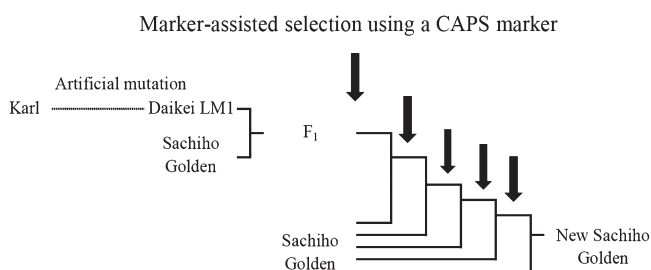 Marker-assisted selection using a CAPS marker
Artificial mutation
Karl Daikei LM1
Sachiho
Golden
F₁
Sachiho
Golden
New Sachiho
Golden